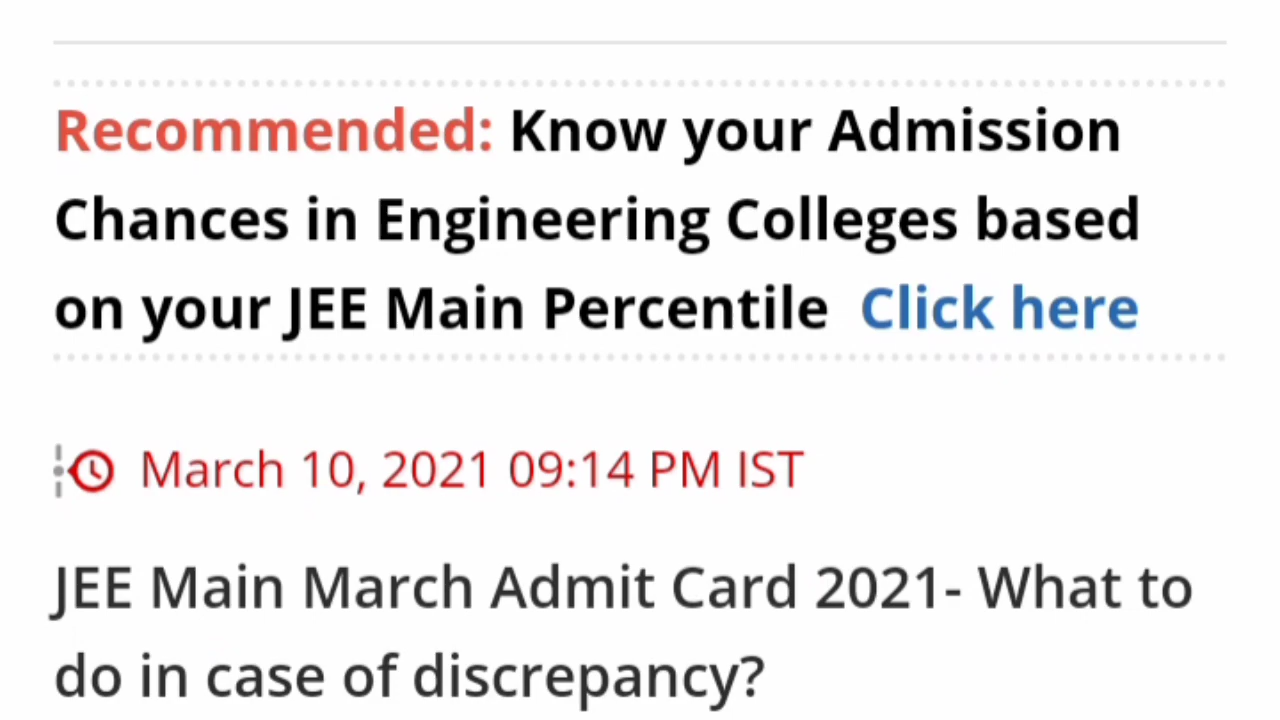 Recommended: Know your Admission
Chances in Engineering Colleges based
on your JEE Main Percentile Click here
March 10, 2021 09:14 PM IST
JEE Main March Admit Card 2021- What to
do in case of discrepancy?